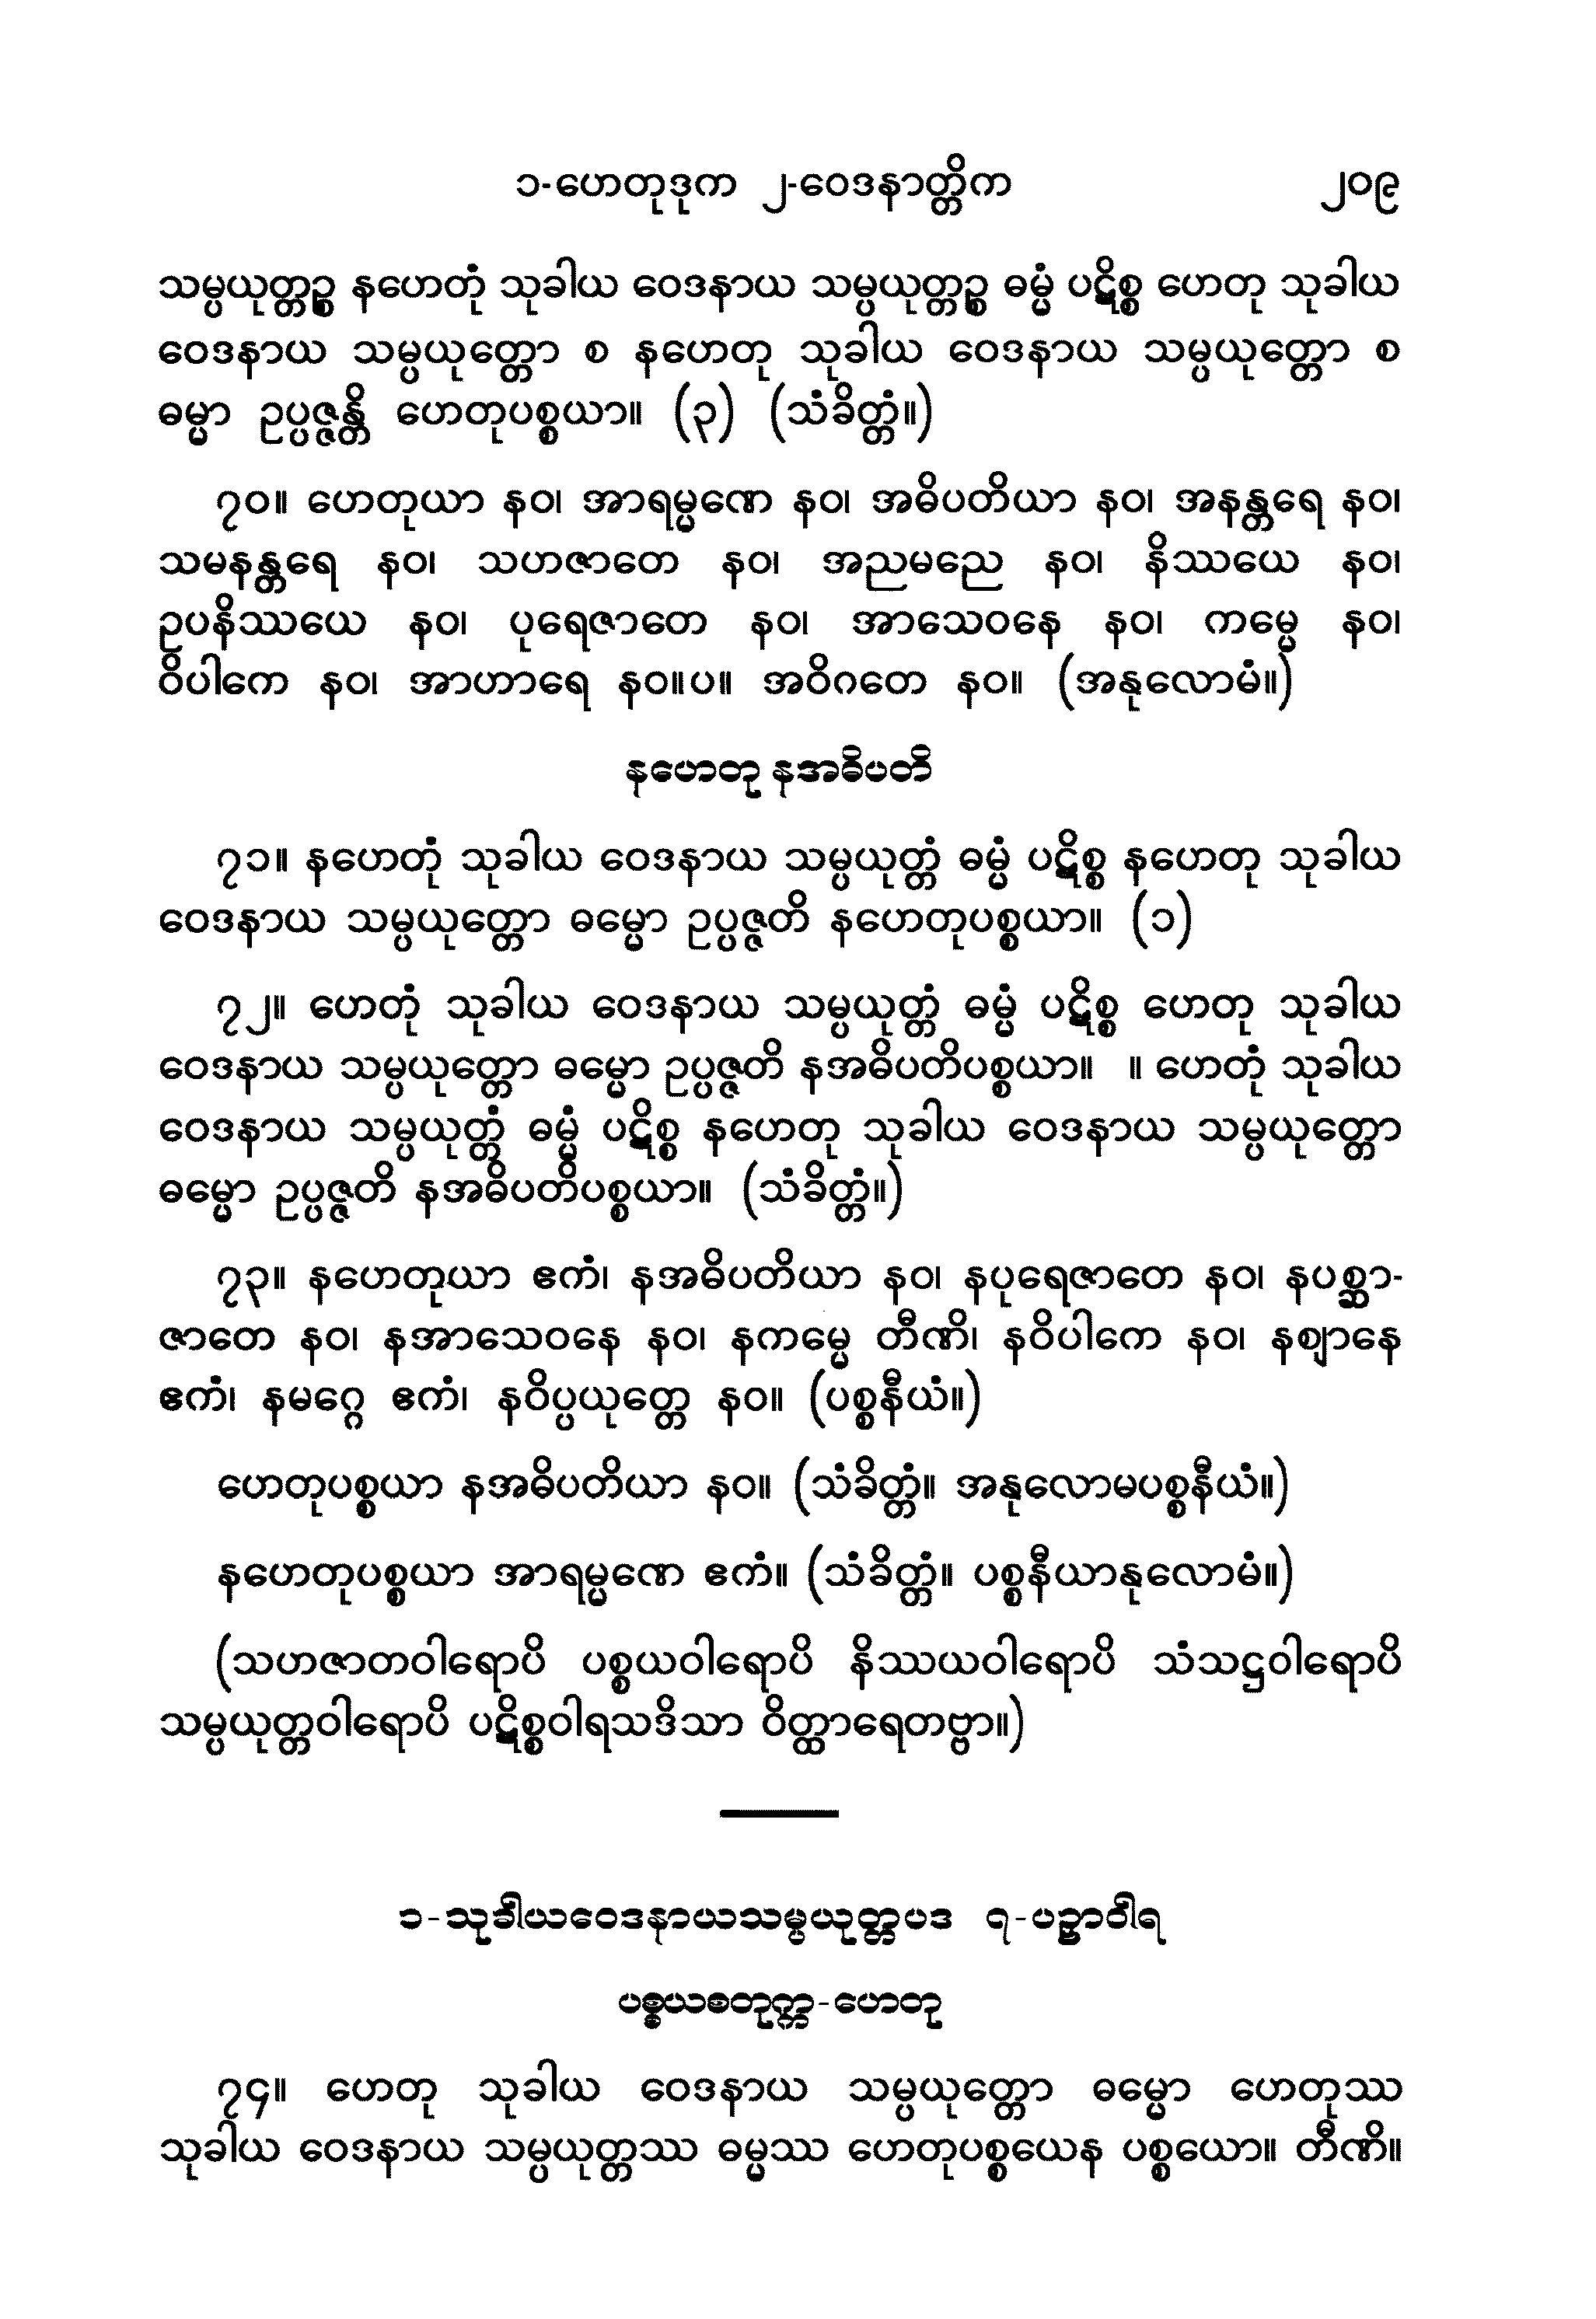 ၁-ဟေတုဒုက ၂-ဝေဒနာတ္တိက ၂၀၉
သမ္ပယုတ္တဉ္စ နဟေတုံ သုခါယ ဝေဒနာယ သမ္ပယုတ္တဉ္စ ဓမ္မံ ပဋိစ္စ ဟေတု သုခါယ
ဝေဒနာယ သမ္ပယုတ္တော စ နဟေတု သုခါယ ဝေဒနာယ သမ္ပယုတ္တော စ
ဓမ္မာ ဥပ္ပဇ္ဇန္တိ ဟေတုပစ္စယာ။ (၃) (သံခိတ္တံ။)
၇၀။ ဟေတုယာ နဝ၊ အာရမ္မဏေ နဝ၊ အဓိပတိယာ နဝ၊ အနန္တရေ နဝ၊
သမနန္တရေ နဝ၊ သဟဇာတေ နဝ၊ အညမညေ နဝ၊ နိဿယေ နဝ၊
ဥပနိဿယေ နဝ၊ ပုရေဇာတေ နဝ၊ အာသေဝနေ နဝ၊ ကမ္မေ နဝ၊
ဝိပါကေ နဝ၊ အာဟာရေ နဝ။ပ။ အဝိဂတေ နဝ။ (အနုလောမံ။)
နဟေတု နအဓိပတိ
၇၁။ နဟေတုံ သုခါယ ဝေဒနာယ သမ္ပယုတ္တံ ဓမ္မံ ပဋိစ္စ နဟေတု သုခါယ
ဝေဒနာယ သမ္ပယုတ္တော ဓမ္မော ဥပ္ပဇ္ဇတိ နဟေတုပစ္စယာ။ (၁)
၇၂။ ဟေတုံ သုခါယ ဝေဒနာယ သမ္ပယုတ္တံ ဓမ္မံ ပဋိစ္စ ဟေတု သုခါယ
ဝေဒနာယ သမ္ပယုတ္တော ဓမ္မော ဥပ္ပဇ္ဇတိ နအဓိပတိပစ္စယာ။ ။ ဟေတုံ သုခါယ
ဝေဒနာယ သမ္ပယုတ္တံ ဓမ္မံ ပဋိစ္စ နဟေတု သုခါယ ဝေဒနာယ သမ္ပယုတ္တော
ဓမ္မော ဥပ္ပဇ္ဇတိ နအဓိပတိပစ္စယာ။ (သံခိတ္တံ။)
၇၃။ နဟေတုယာ ဧကံ၊ နအဓိပတိယာ နဝ၊ နပုရေဇာတေ နဝ၊ နပစ္ဆာ-
ဇာတေ နဝ၊ နအာသေဝနေ နဝ၊ နကမ္မေ တီဏိ၊ နဝိပါကေ နဝ၊ နဈာနေ
ဧကံ၊ နမဂ္ဂေ ဧကံ၊ နဝိပ္ပယုတ္တေ နဝ။ (ပစ္စနီယံ။)
ဟေတုပစ္စယာ နအဓိပတိယာ နဝ။ (သံခိတ္တံ။ အနုလောမပစ္စနီယံ။)
နဟေတုပစ္စယာ အာရမ္မဏေ ဧကံ။ (သံခိတ္တံ။ ပစ္စနီယာနုလောမံ။)
(သဟဇာတဝါရောပိ ပစ္စယဝါရောပိ နိဿယဝါရောပိ သံသဋ္ဌဝါရောပိ
သမ္ပယုတ္တဝါရောပိ ပဋိစ္စဝါရသဒိသာ ဝိတ္ထာရေတဗ္ဗာ။)
၁-သုခါယဝေဒနာယသမ္ပယုတ္တပဒ ၇-ပဉှာဝါရ
ပစ္စယစတုက္က-ဟေတု
၇၄။ ဟေတု သုခါယ ဝေဒနာယ သမ္ပယုတ္တော ဓမ္မော ဟေတုဿ
သုခါယ ဝေဒနာယ သမ္ပယုတ္တဿ ဓမ္မဿ ဟေတုပစ္စယေန ပစ္စယော။ တီဏိ။